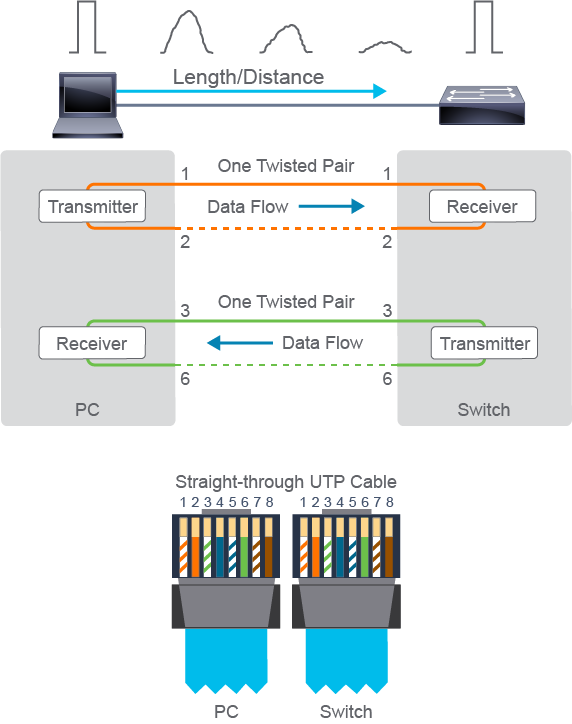 Length/Distance
1 One Twisted Pair 1
Transmitter Data Flow Receiver
2 2
3 One Twisted Pair 3
Receiver Data Flow Transmitter
6 6
PC Switch
Straight-through UTP Cable
1 2 3 4 5 6 7 8 1 2 3 4 5 6 7 8
PC Switch